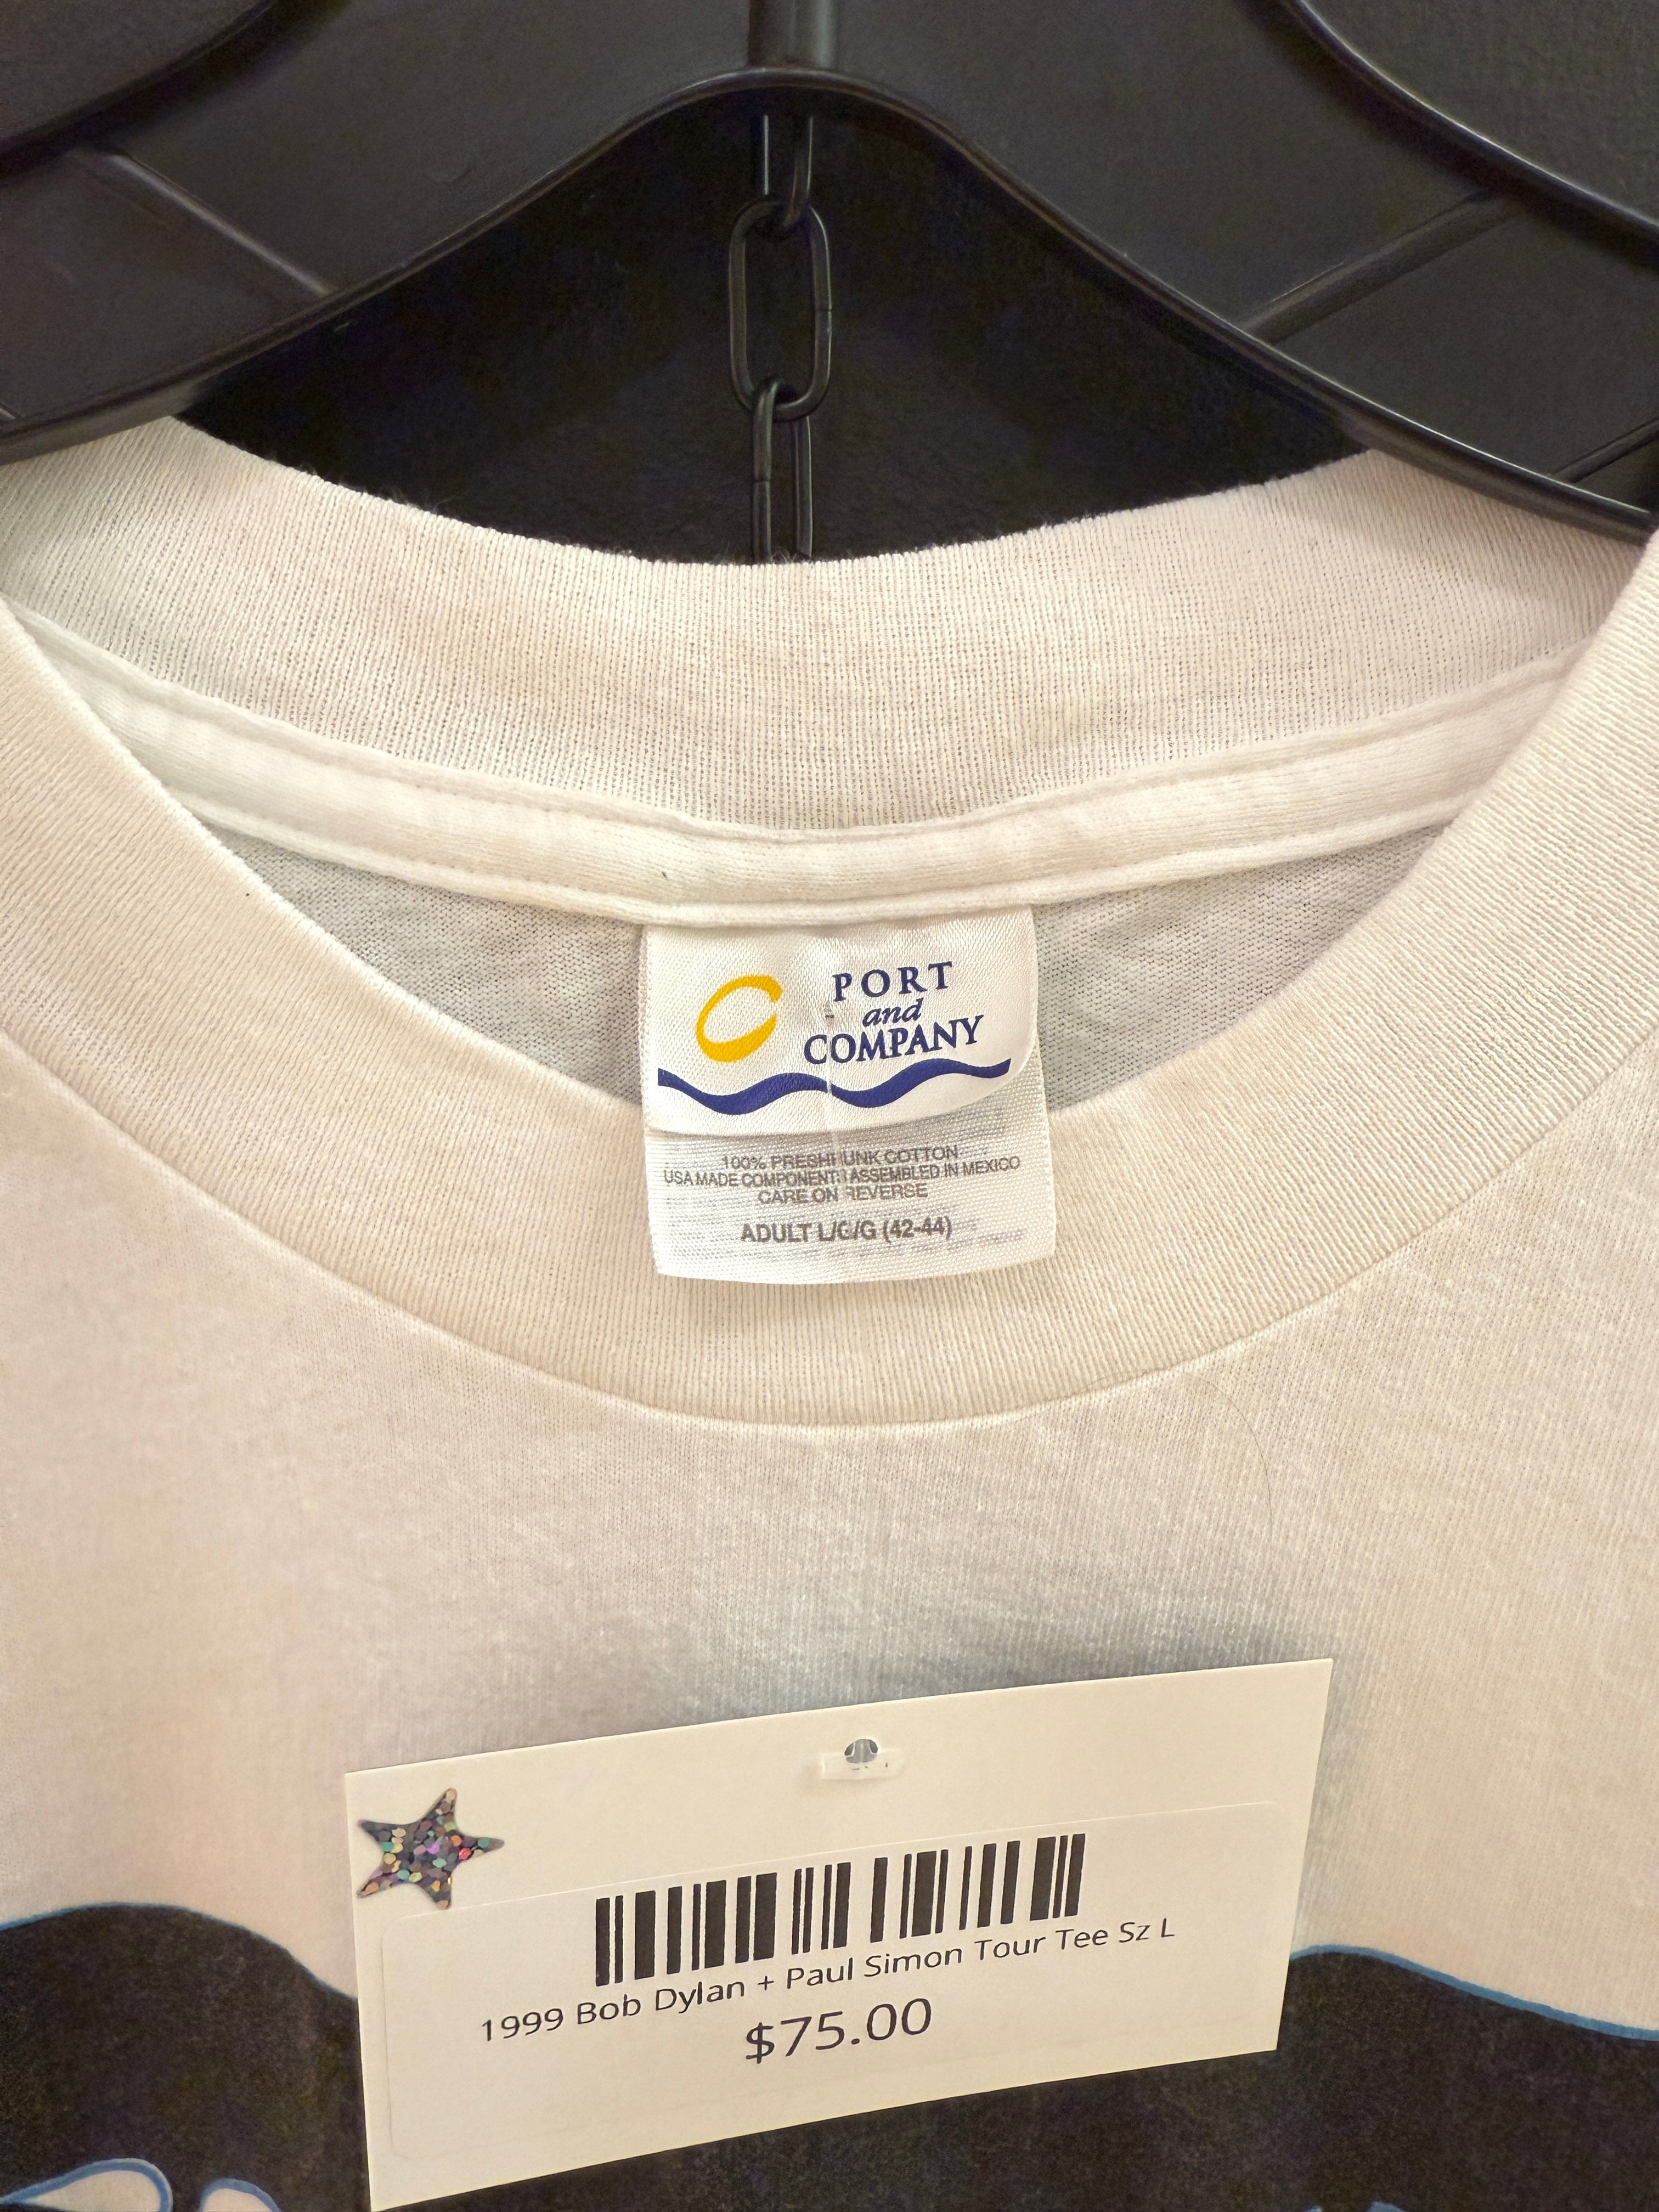 PORT
and
COMPANY
100% PRESHRUNK COTTON
USA MADE COMPONENTS ASSEMBLED IN MEXICO
CARE ON REVERSE
ADULT L/G/G (42-44)
1999 Bob Dylan + Paul Simon Tour Tee Sz L
$75.00